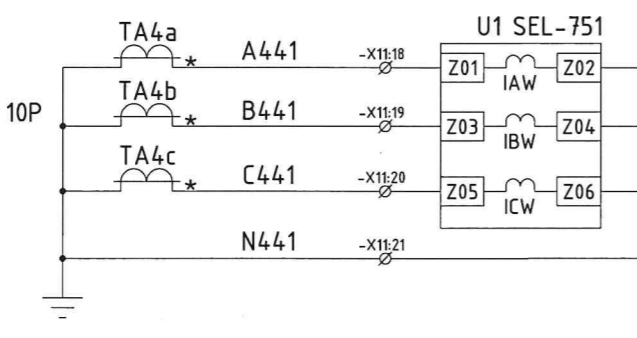 U1 SEL-751
TA4a
* A441 -X11:18 Z01 IAW Z02
TA4b
10P * B441 -X11:19 Z03 IBW Z04
TA4c
* C441 -X11:20 Z05 ICW Z06
N441 -X11:21